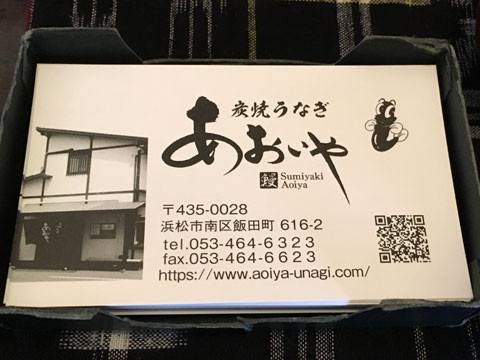 炭焼うなぎ
あおいや
鰻 Sumiyaki
Aoiya
〒435-0028
浜松市南区飯田町 616-2
tel.053-464-6323
fax.053-464-6623
https://www.aoiya-unagi.com/